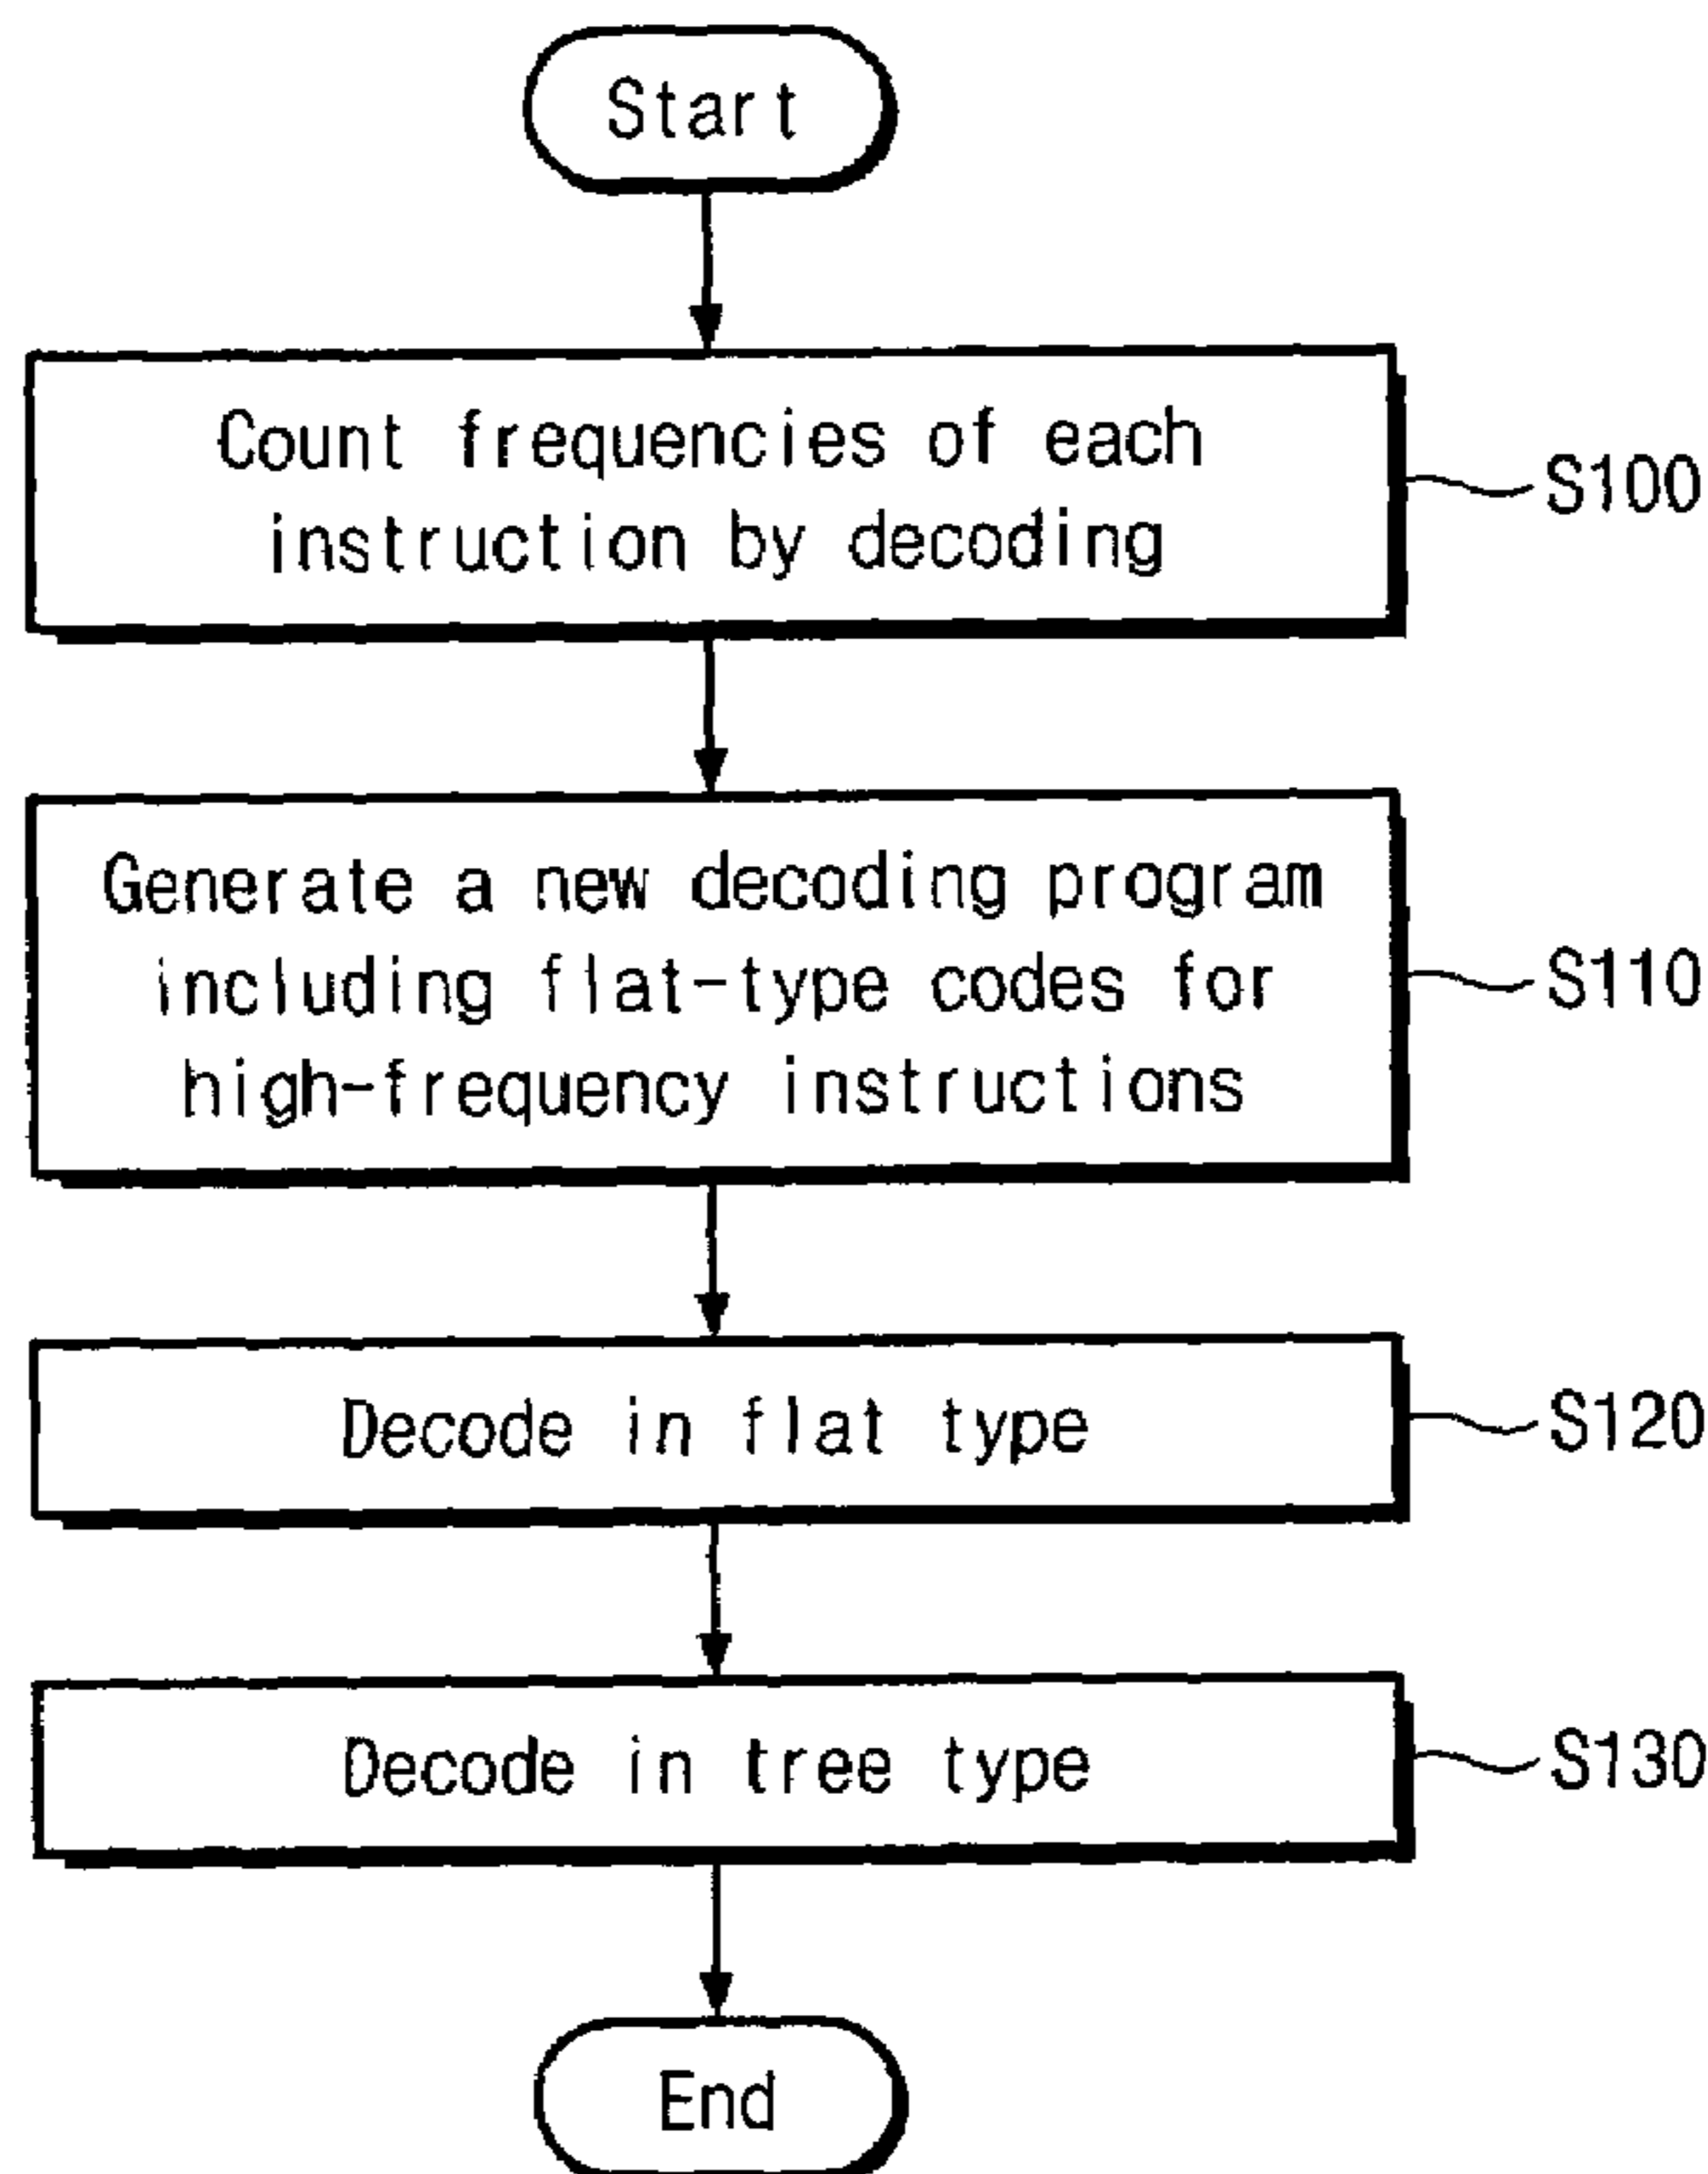 Start
Count frequencies of each
instruction by decoding
S100
Generate a new decoding program
including flat-type codes for
high-frequency instructions
S110
Decode in flat type
S120
Decode in tree type
S130
End